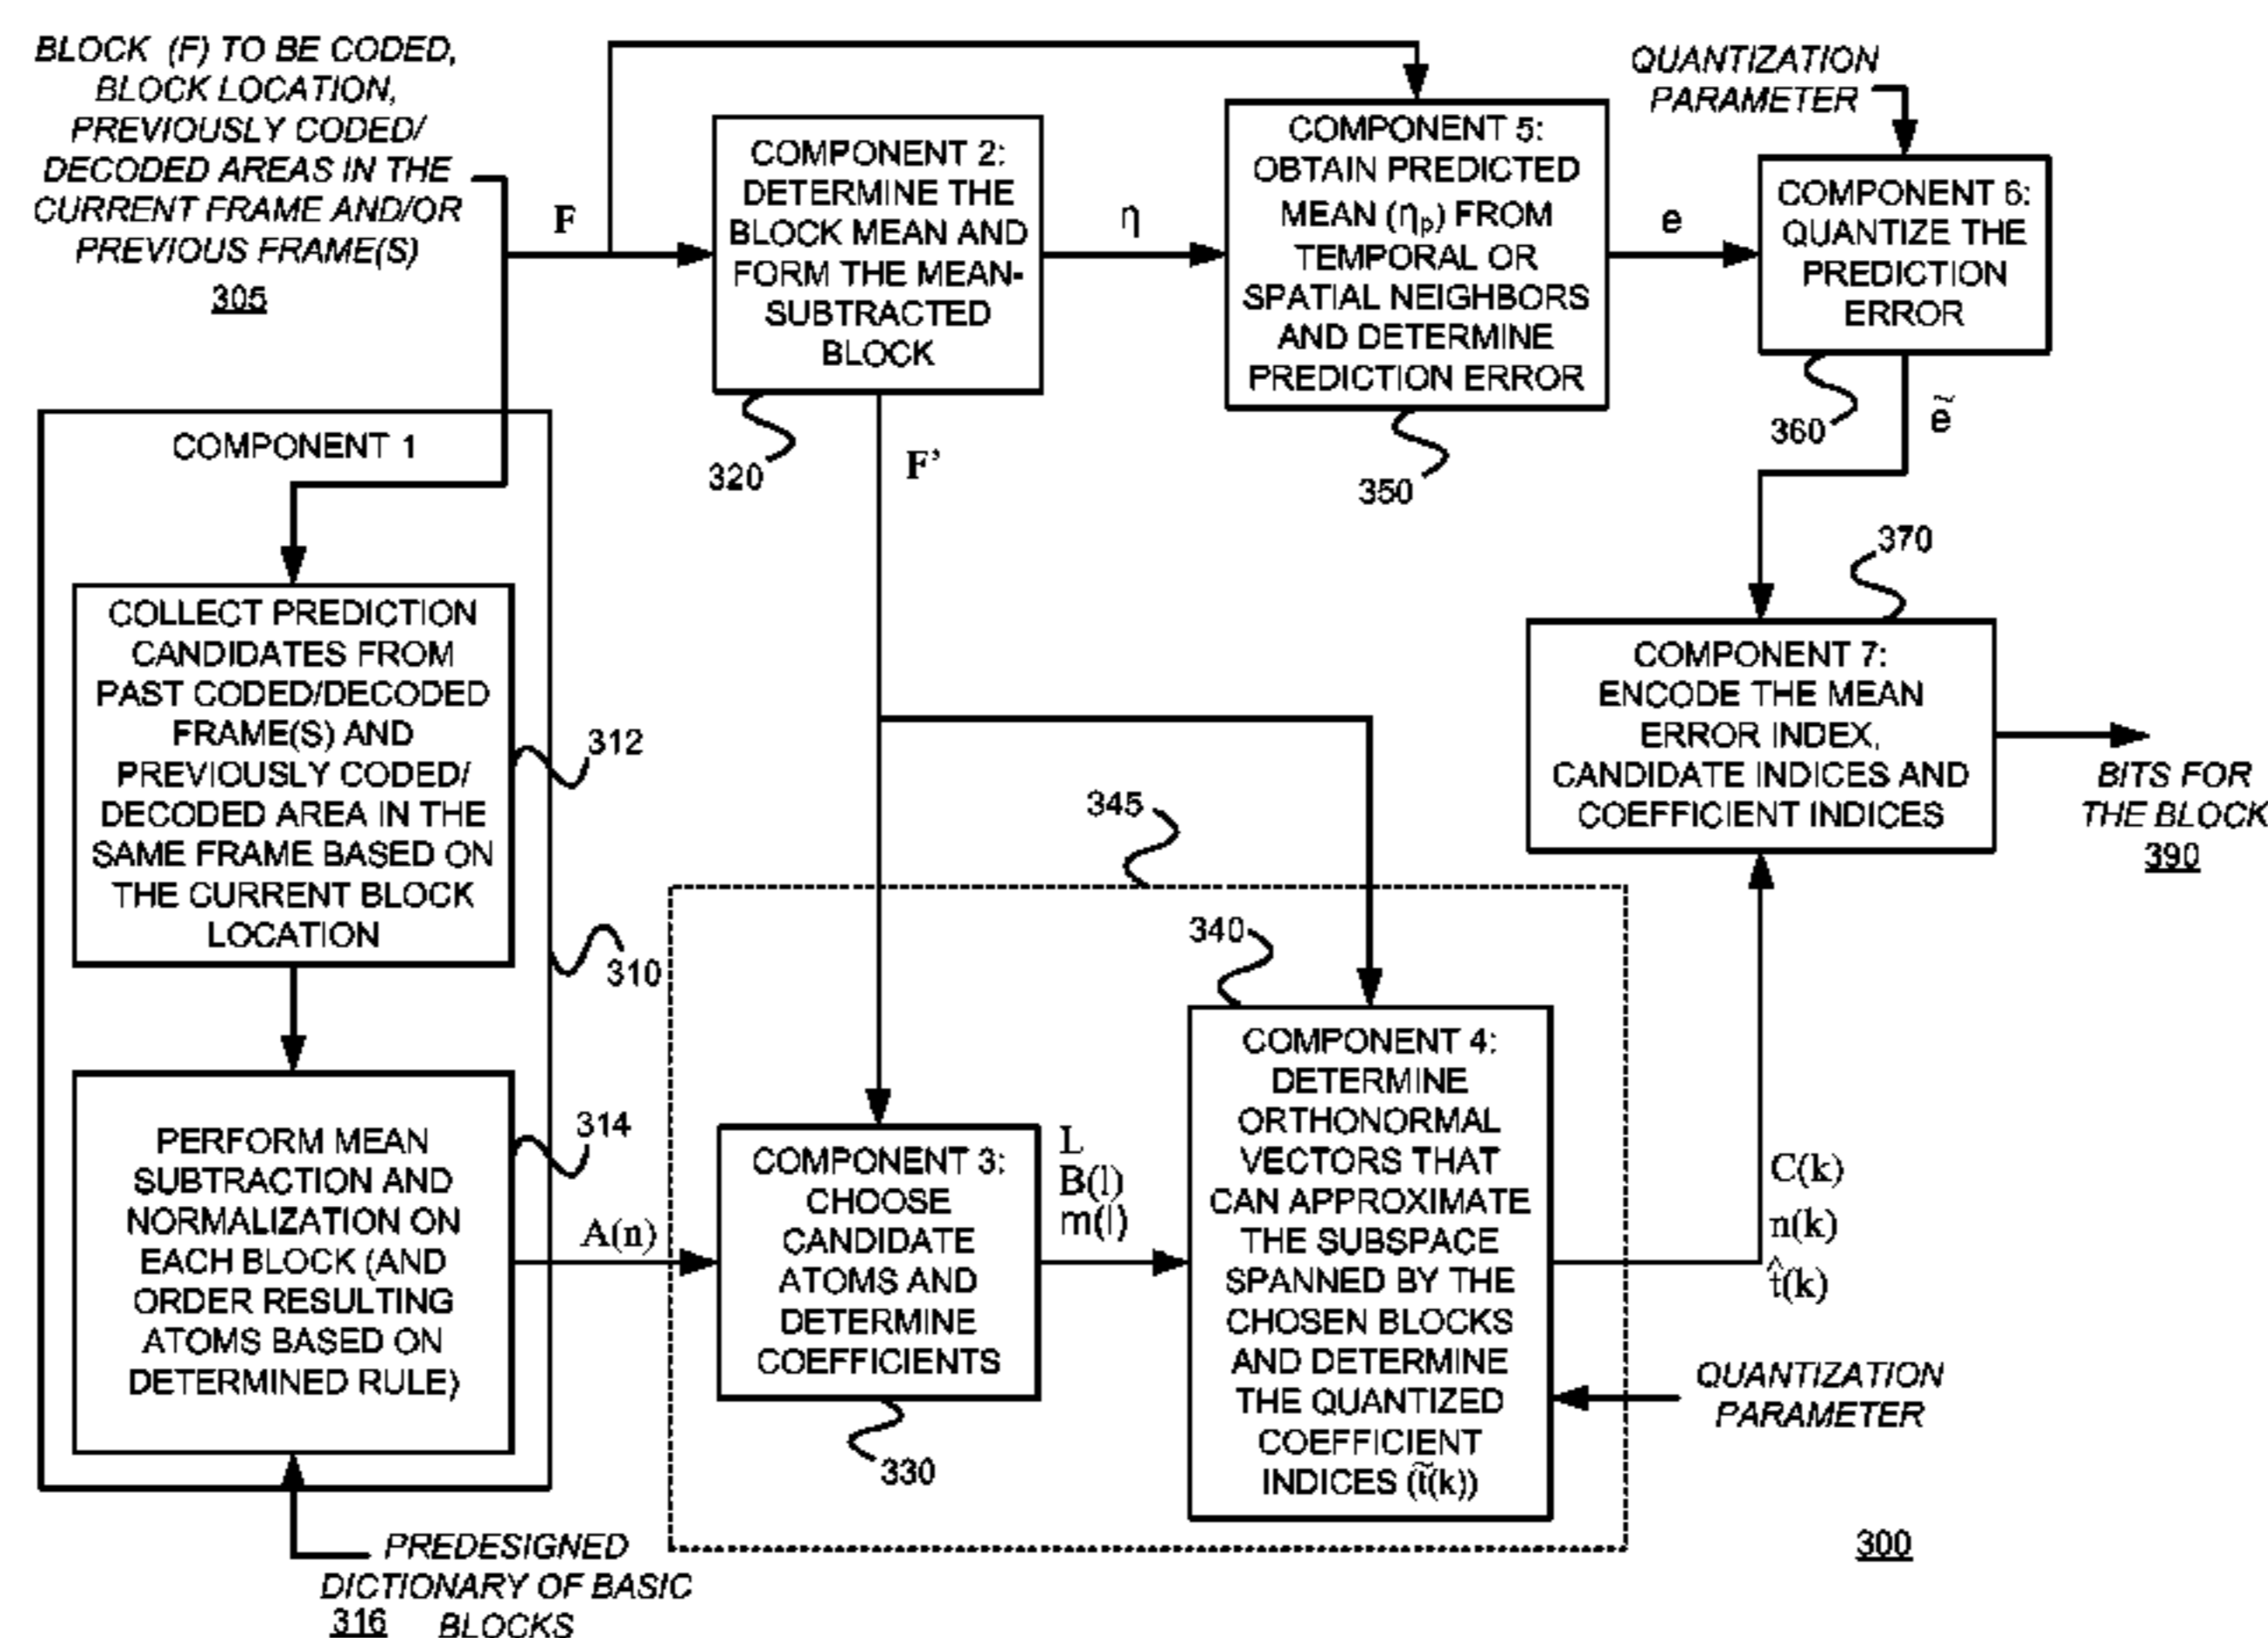 BLOCK (F) TO BE CODED,
BLOCK LOCATION,
PREVIOUSLY CODED/
DECODED AREAS IN THE
CURRENT FRAME AND/OR
PREVIOUS FRAME(S)
305
F
COMPONENT 2:
DETERMINE THE
BLOCK MEAN AND
FORM THE MEAN-
SUBTRACTED
BLOCK
320
η
COMPONENT 5:
OBTAIN PREDICTED
MEAN (ηp) FROM
TEMPORAL OR
SPATIAL NEIGHBORS
AND DETERMINE
PREDICTION ERROR
350
e
QUANTIZATION
PARAMETER
COMPONENT 6:
QUANTIZE THE
PREDICTION
ERROR
360
ẽ
F'
COMPONENT 1
COLLECT PREDICTION
CANDIDATES FROM
PAST CODED/DECODED
FRAME(S) AND
PREVIOUSLY CODED/
DECODED AREA IN THE
SAME FRAME BASED ON
THE CURRENT BLOCK
LOCATION
312
310
PERFORM MEAN
SUBTRACTION AND
NORMALIZATION ON
EACH BLOCK (AND
ORDER RESULTING
ATOMS BASED ON
DETERMINED RULE)
314
PREDESIGNED
DICTIONARY OF BASIC
BLOCKS
316
A(n)
345
COMPONENT 3:
CHOOSE
CANDIDATE
ATOMS AND
DETERMINE
COEFFICIENTS
330
L
B(l)
m(l)
340
COMPONENT 4:
DETERMINE
ORTHONORMAL
VECTORS THAT
CAN APPROXIMATE
THE SUBSPACE
SPANNED BY THE
CHOSEN BLOCKS
AND DETERMINE
THE QUANTIZED
COEFFICIENT
INDICES (t̃(k))
QUANTIZATION
PARAMETER
C(k)
n(k)
t̂(k)
370
COMPONENT 7:
ENCODE THE MEAN
ERROR INDEX,
CANDIDATE INDICES AND
COEFFICIENT INDICES
BITS FOR
THE BLOCK
390
300